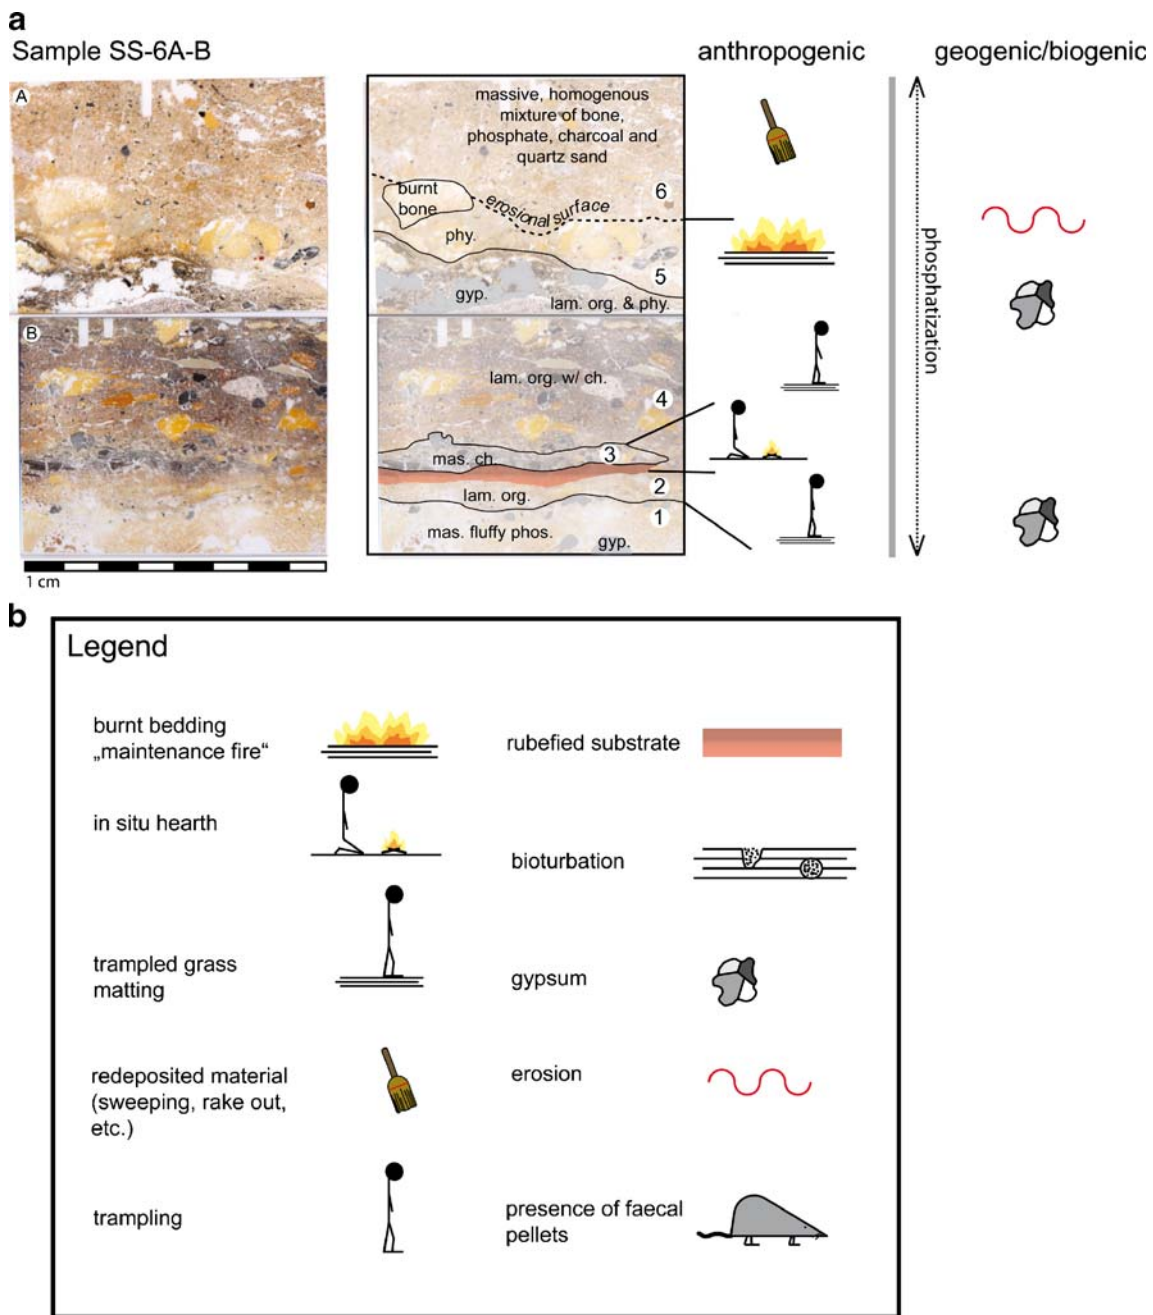 a
Sample SS-6A-B
anthropogenic
geogenic/biogenic
A
massive, homogenous
mixture of bone,
phosphate, charcoal and
quartz sand
6
burnt
bone
erosional surface
phy.
5
gyp.
lam. org. & phy.
B
lam. org. w/ ch.
4
3
mas. ch.
2
lam. org.
1
mas. fluffy phos.
gyp.
phosphatization
1 cm
b
Legend
burnt bedding
„maintenance fire“
rubefied substrate
in situ hearth
bioturbation
trampled grass
matting
gypsum
redeposited material
(sweeping, rake out,
etc.)
erosion
trampling
presence of faecal
pellets